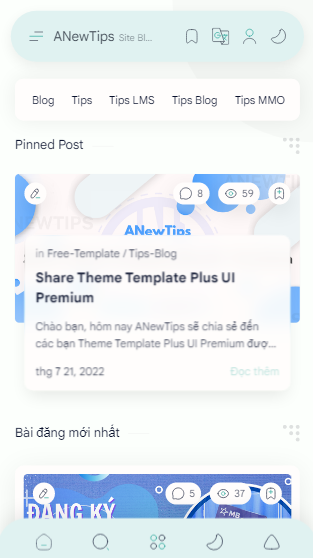 ANewTips Site Bl...
Blog Tips Tips LMS Tips Blog Tips MMO
Pinned Post
8 59
ANewTips
in Free-Template / Tips-Blog
Share Theme Template Plus UI
Premium
Chào bạn, hôm nay ANewTips sẽ chia sẻ đến
các bạn Theme Template Plus UI Premium đượ...
thg 7 21, 2022
Đọc thêm
Bài đăng mới nhất
5 37
ĐĂNG KÝ
MB